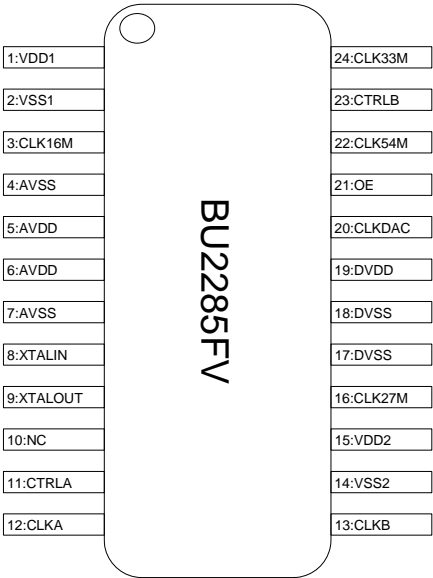 1:VDD1
2:VSS1
3:CLK16M
4:AVSS
5:AVDD
6:AVDD
7:AVSS
8:XTALIN
9:XTALOUT
10:NC
11:CTRLA
12:CLKA
BU2285FV
24:CLK33M
23:CTRLB
22:CLK54M
21:OE
20:CLKDAC
19:DVDD
18:DVSS
17:DVSS
16:CLK27M
15:VDD2
14:VSS2
13:CLKB